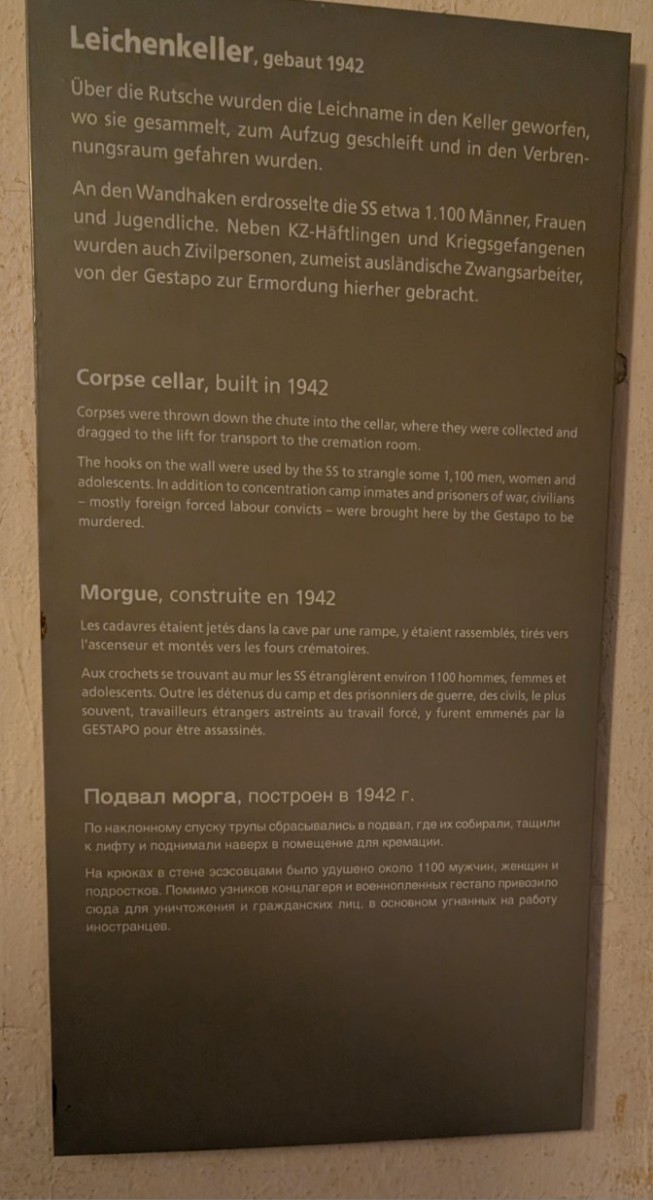 Leichenkeller, gebaut 1942
Über die Rutsche wurden die Leichname in den Keller geworfen,
wo sie gesammelt, zum Aufzug geschleift und in den Verbren-
nungsraum gefahren wurden.
An den Wandhaken erdrosselte die SS etwa 1.100 Männer, Frauen
und Jugendliche. Neben KZ-Häftlingen und Kriegsgefangenen
wurden auch Zivilpersonen, zumeist ausländische Zwangsarbeiter,
von der Gestapo zur Ermordung hierher gebracht.
Corpse cellar, built in 1942
Corpses were thrown down the chute into the cellar, where they were collected and
dragged to the lift for transport to the cremation room.
The hooks on the wall were used by the SS to strangle some 1,100 men, women and
adolescents. In addition to concentration camp inmates and prisoners of war, civilians
– mostly foreign forced labour convicts – were brought here by the Gestapo to be
murdered.
Morgue, construite en 1942
Les cadavres étaient jetés dans la cave par une rampe, y étaient rassemblés, tirés vers
l'ascenseur et montés vers les fours crématoires.
Aux crochets se trouvant au mur les SS étranglèrent environ 1100 hommes, femmes et
adolescents. Outre les détenus du camp et des prisonniers de guerre, des civils, le plus
souvent, travailleurs étrangers astreints au travail forcé, y furent emmenés par la
GESTAPO pour être assassinés.
Подвал морга, построен в 1942 г.
По наклонному спуску трупы сбрасывались в подвал, где их собирали, тащили
к лифту и поднимали наверх в помещение для кремации.
На крюках в стене эсэсовцами было удушено около 1100 мужчин, женщин и
подростков. Помимо узников концлагеря и военнопленных гестапо привозило
сюда для уничтожения и гражданских лиц, в основном угнанных на работу
иностранцев.